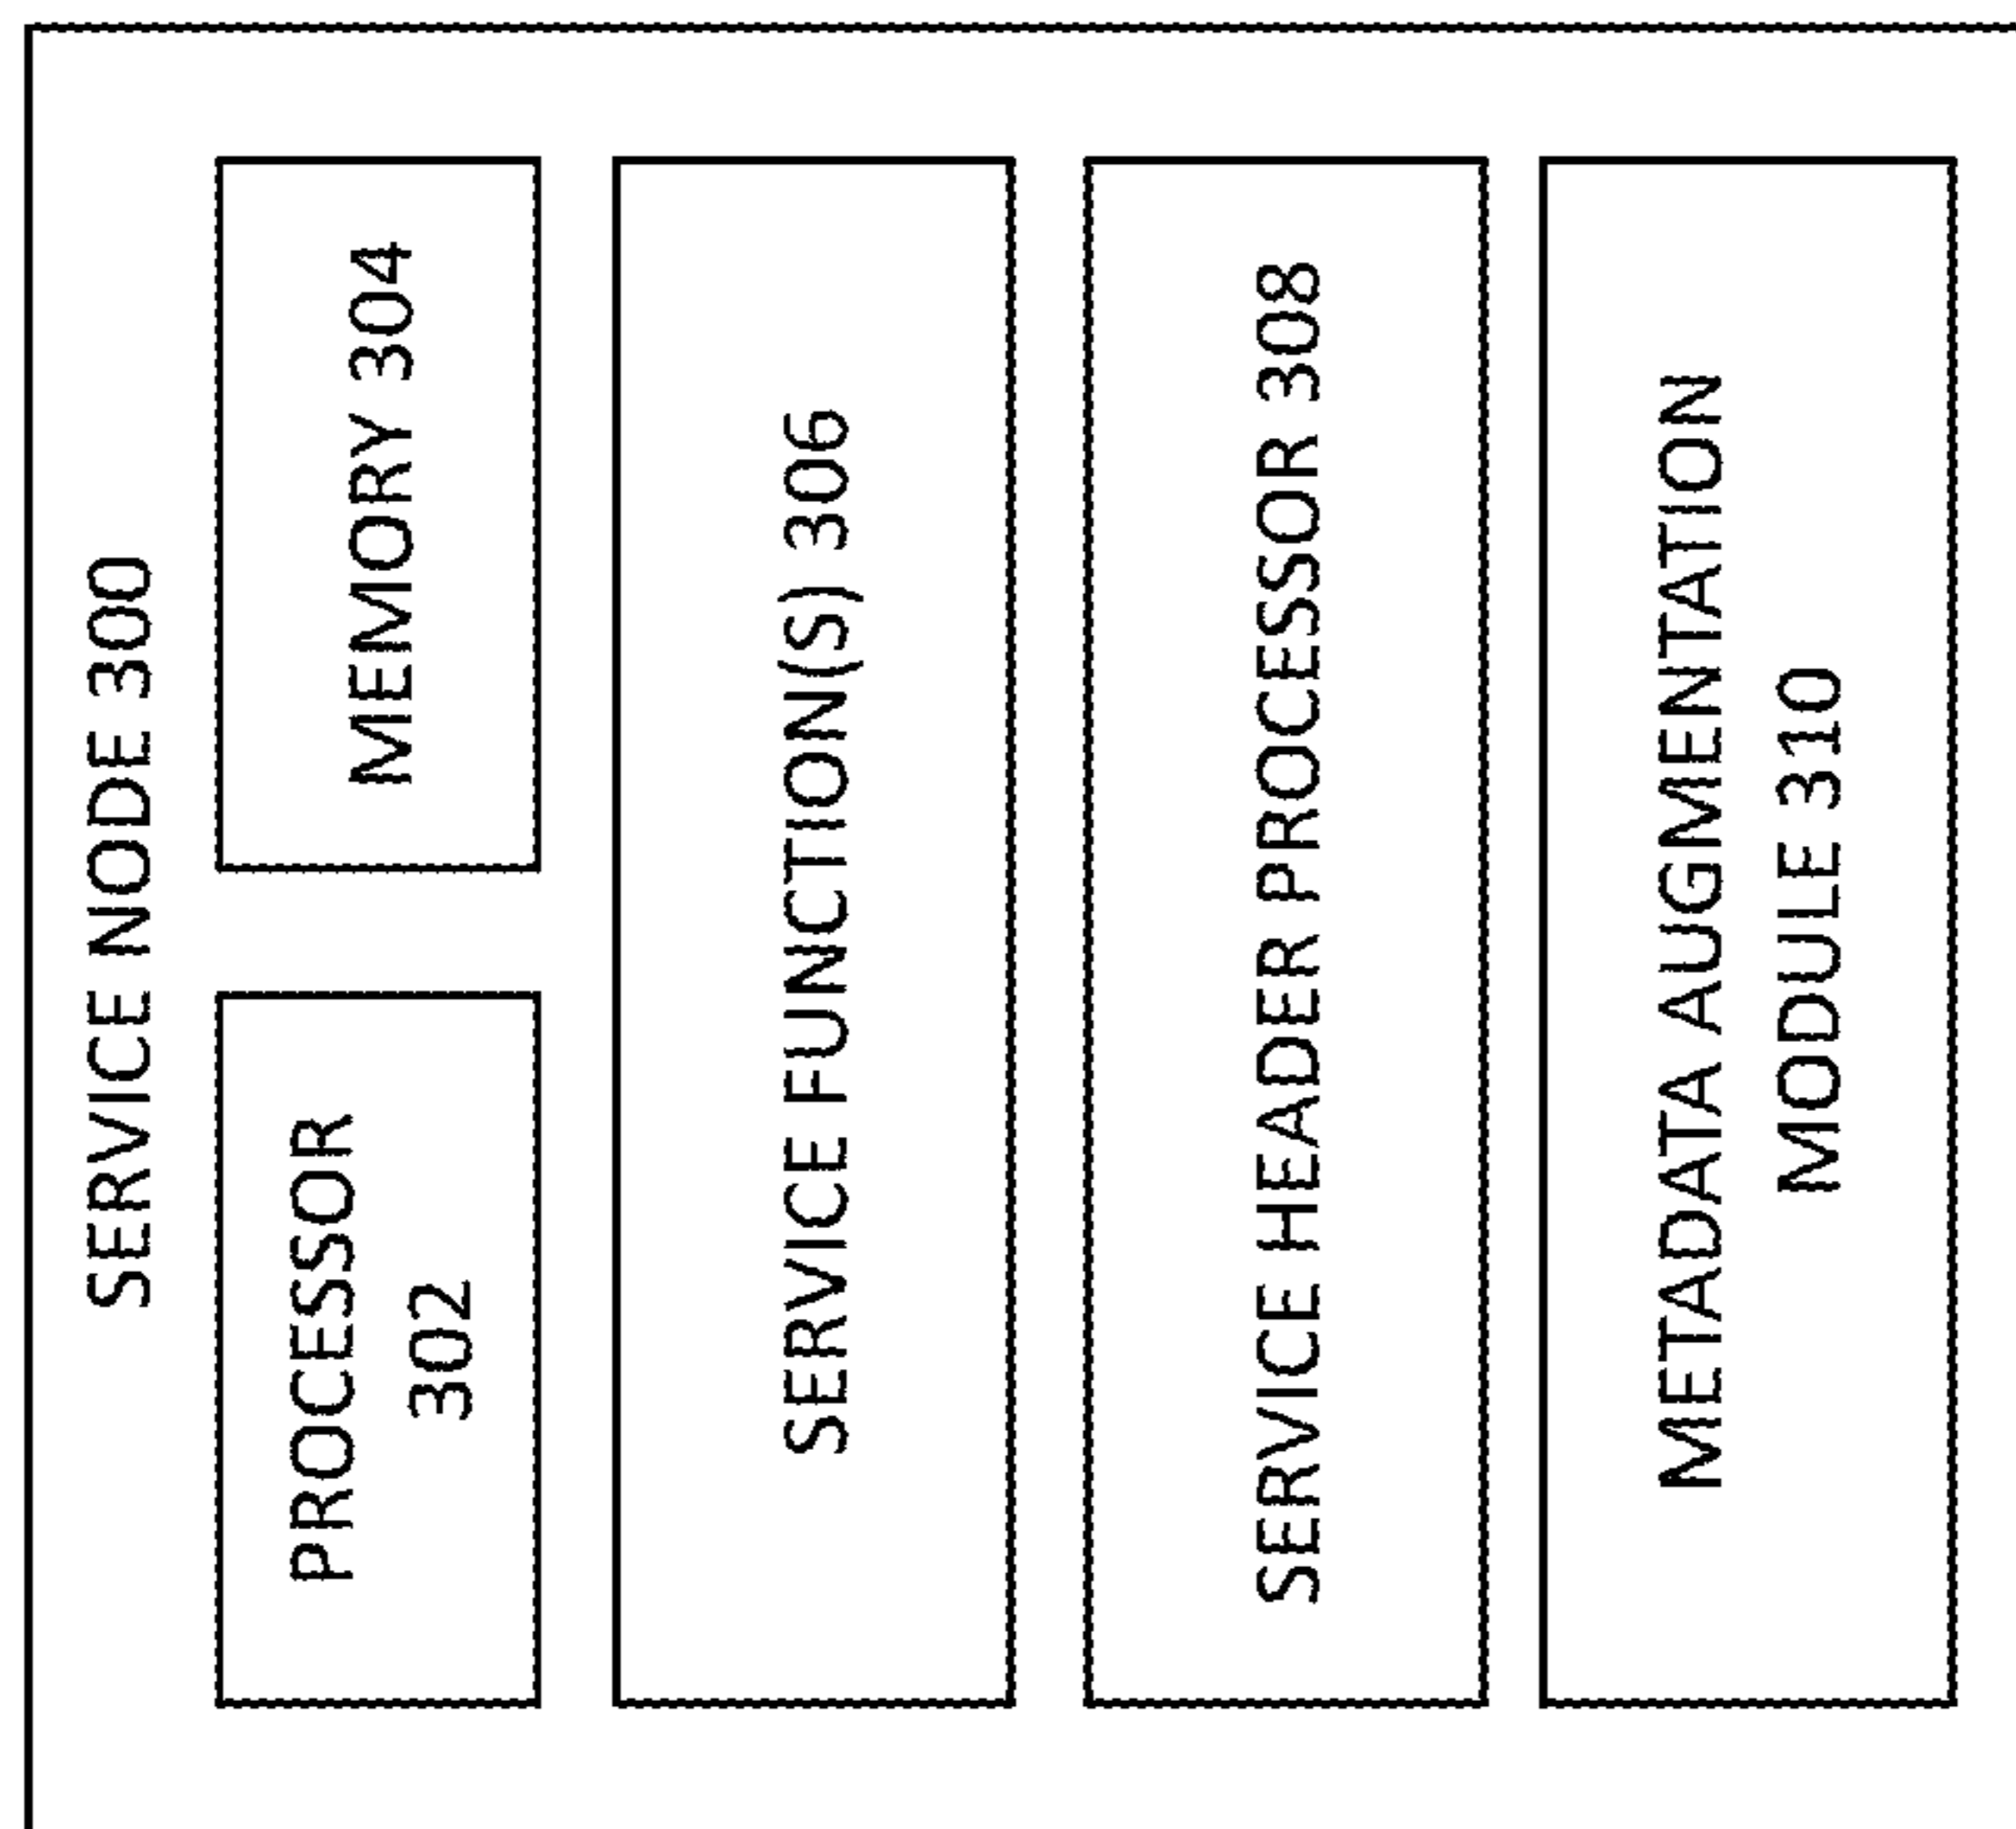 SERVICE NODE 300
PROCESSOR
302
MEMORY 304
SERVICE FUNCTION(S) 306
SERVICE HEADER PROCESSOR 308
METADATA AUGMENTATION
MODULE 310